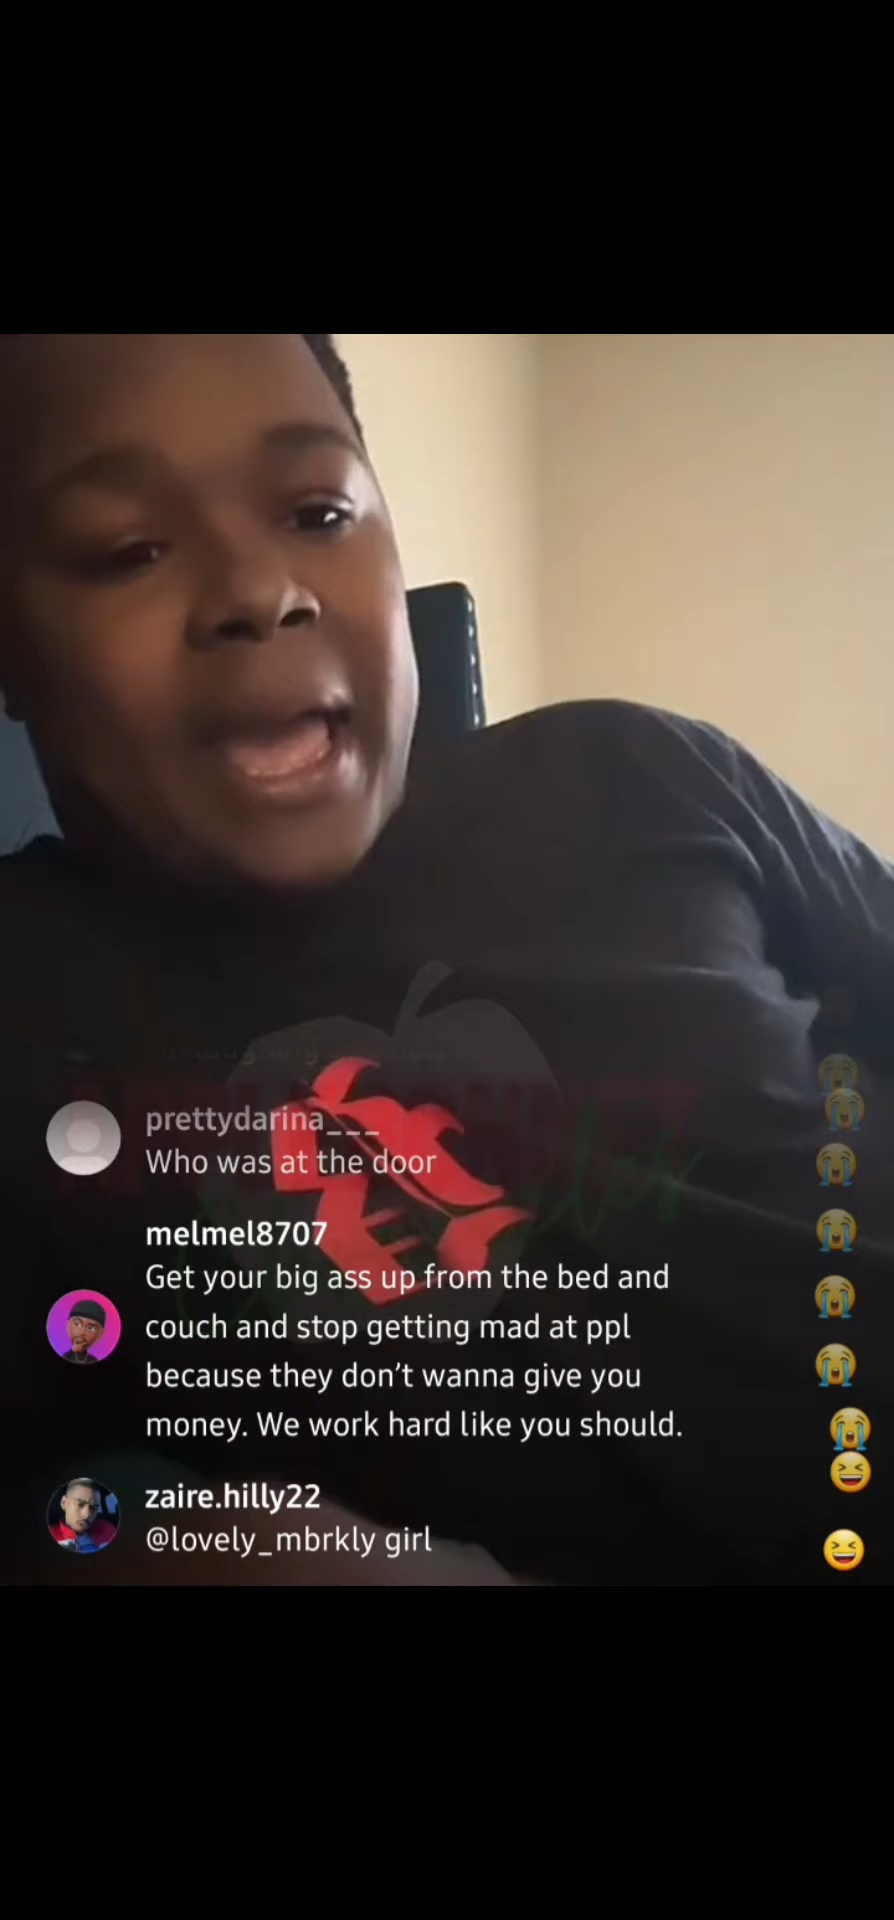 prettydarina___
Who was at the door
melmel8707
Get your big ass up from the bed and
couch and stop getting mad at ppl
because they don’t wanna give you
money. We work hard like you should.
zaire.hilly22
@lovely_mbrkly girl